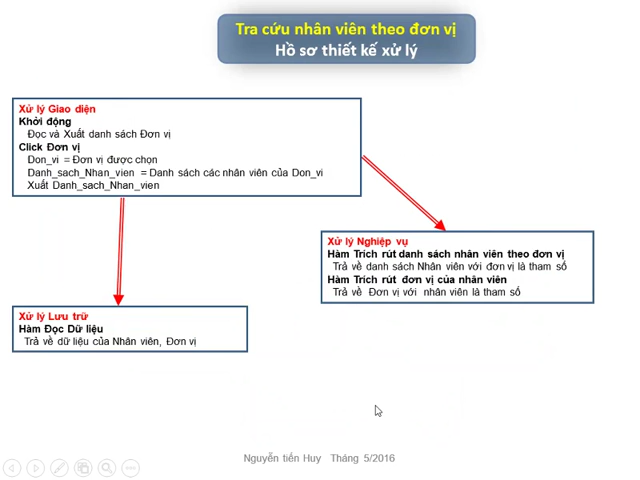 Tra cứu nhân viên theo đơn vị
Hồ sơ thiết kế xử lý
Xử lý Giao diện
Khởi động
Đọc và Xuất danh sách Đơn vị
Click Đơn vị
Don_vi = Đơn vị được chọn
Danh_sach_Nhan_vien = Danh sách các nhân viên của Don_vi
Xuất Danh_sach_Nhan_vien
Xử lý Nghiệp vụ
Hàm Trích rút danh sách nhân viên theo đơn vị
Trả về danh sách Nhân viên với đơn vị là tham số
Hàm Trích rút đơn vị của nhân viên
Trả về Đơn vị với nhân viên là tham số
Xử lý Lưu trữ
Hàm Đọc Dữ liệu
Trả về dữ liệu của Nhân viên, Đơn vị
Nguyễn tiến Huy Tháng 5/2016